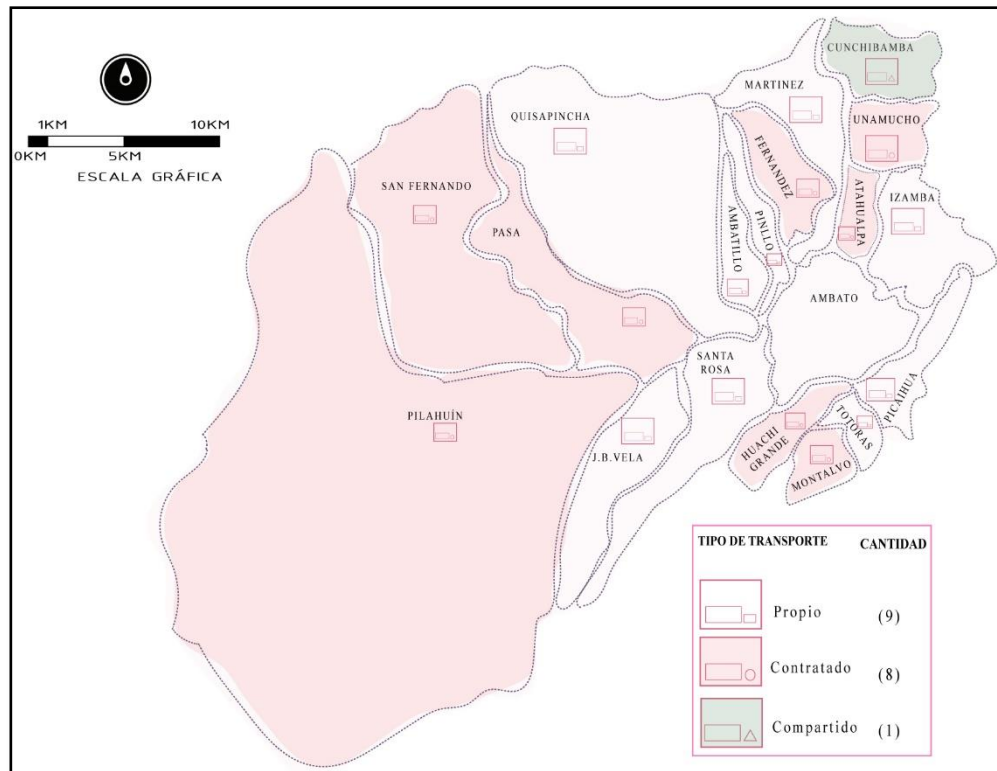 CUNCHIBAMBA
MARTINEZ
1KM 10KM
0KM 5KM
ESCALA GRÁFICA
QUISAPINCHA
UNAMUCHO
FERNANDEZ
SAN FERNANDO
ATAHUALPA
IZAMBA
PASA
AMBATILLO
PINLLO
AMBATO
SANTA
ROSA
PILAHUÍN
PICAIHUA
TOTORAS
HUACHI
GRANDE
J.B.VELA
MONTALVO
TIPO DE TRANSPORTE CANTIDAD
Propio (9)
Contratado (8)
Compartido (1)